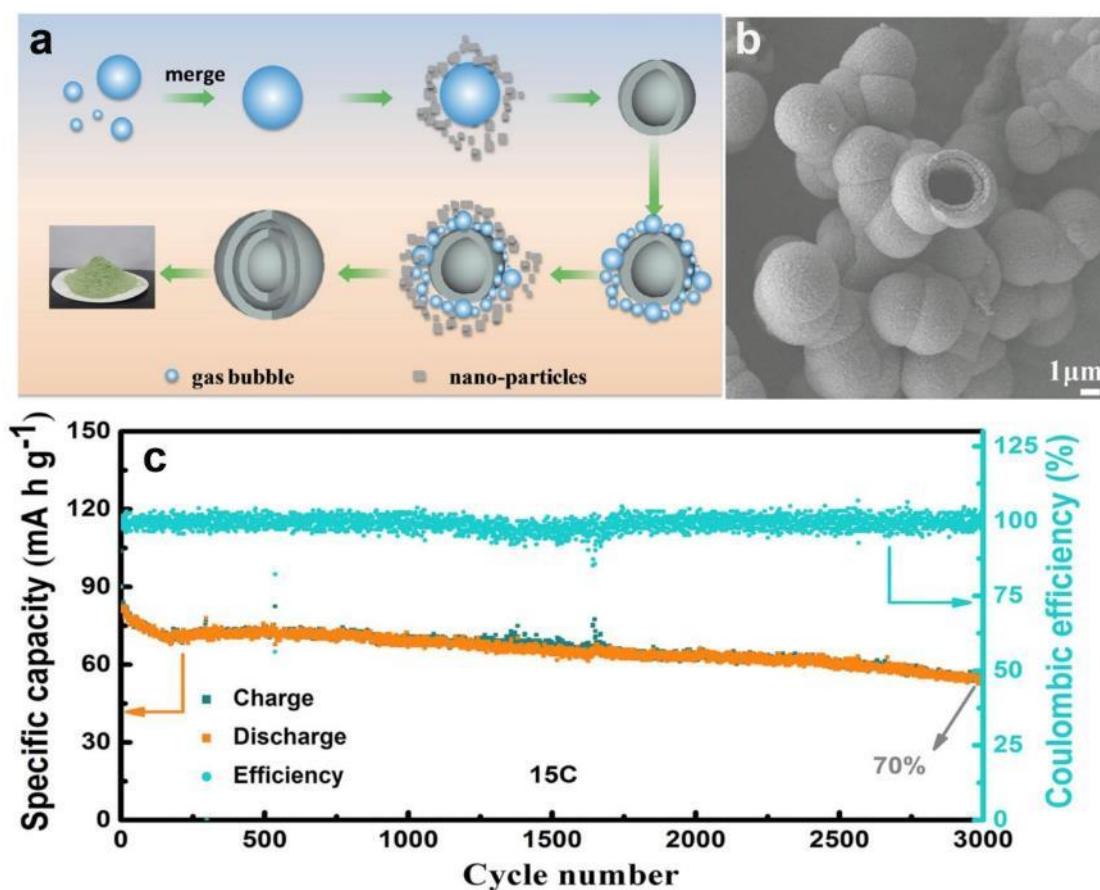 a
merge
gas bubble
nano-particles
b
1μm
c
Specific capacity (mA h g⁻¹)
150
120
90
60
30
0
125
100
75
50
25
0
Coulombic efficiency (%)
Charge
Discharge
Efficiency
15C
70%
0 500 1000 1500 2000 2500 3000
Cycle number